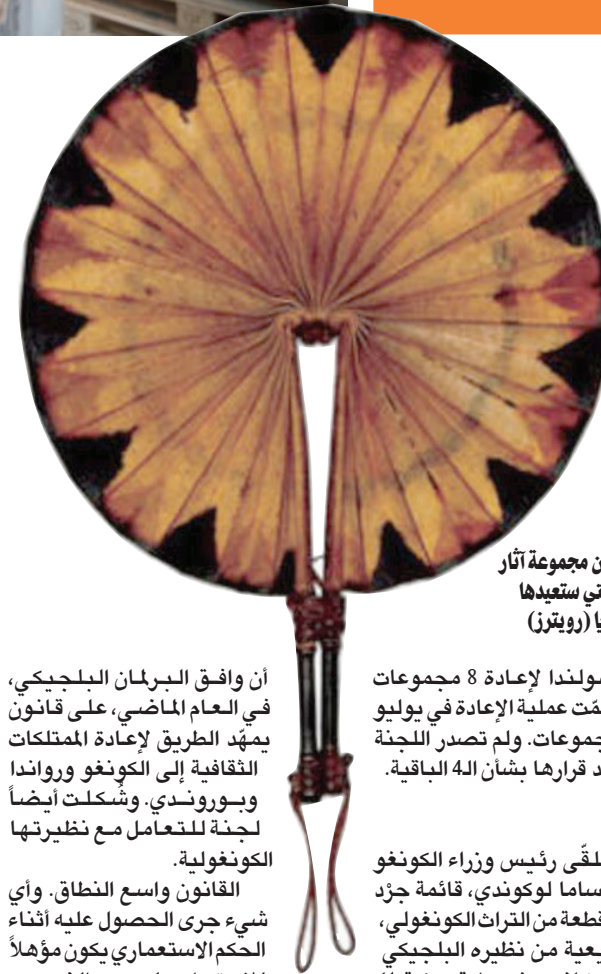 ن مجموعة آثار
تي ستعيدها
يا (رويترز)
مولندا لإعادة 8 مجموعات
مّت عملية الإعادة في يوليو
جموعات. ولم تصدر اللجنة
د قرارها بشأن الـ4 الباقية.
لقّى رئيس وزراء الكونغو
ساما لوكوندي، قائمة جرْد
قطعة من التراث الكونغولي،
يعية من نظيره البلجيكي
أن وافق البرلمان البلجيكي،
في العام الماضي، على قانون
يمهّد الطريق لإعادة الممتلكات
الثقافية إلى الكونغو ورواندا
وبوروندي. وشُكلت أيضاً
لجنة للتعامل مع نظيرتها
الكونغولية.
القانون واسع النطاق. وأي
شيء جرى الحصول عليه أثناء
الحكم الاستعماري يكون مؤهلاً